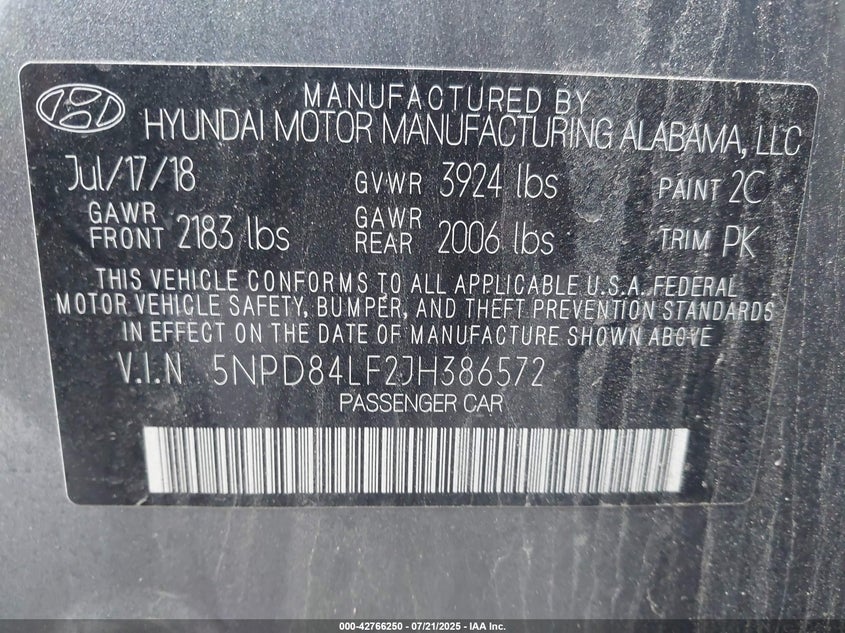 MANUFACTURED BY
HYUNDAI MOTOR MANUFACTURING ALABAMA, LLC
Jul/17/18 GVWR 3924 lbs PAINT 2C
GAWR FRONT 2183 lbs GAWR REAR 2006 lbs TRIM PK
THIS VEHICLE CONFORMS TO ALL APPLICABLE U.S.A. FEDERAL
MOTOR VEHICLE SAFETY, BUMPER, AND THEFT PREVENTION STANDARDS
IN EFFECT ON THE DATE OF MANUFACTURE SHOWN ABOVE
V.I.N 5NPD84LF2JH386572
PASSENGER CAR
000-42766250 - 07/21/2025 - IAA Inc.